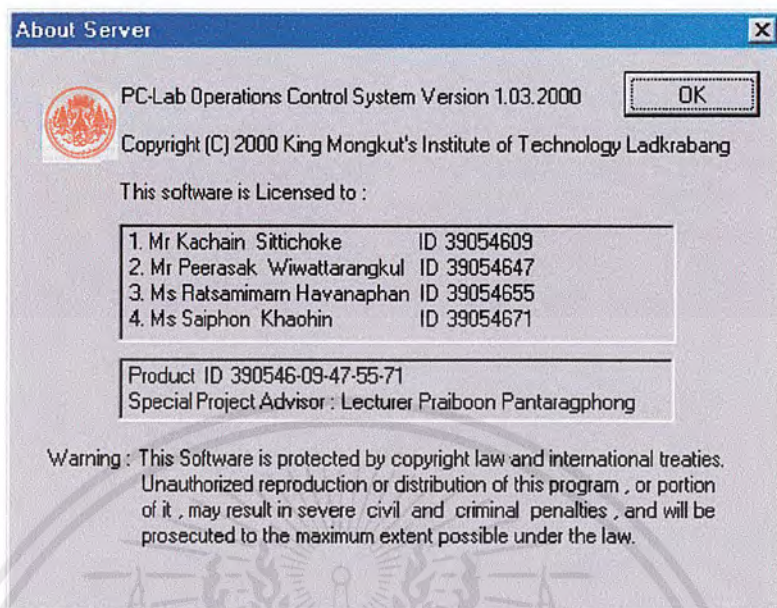 About Server
PC-Lab Operations Control System Version 1.03.2000
OK
Copyright (C) 2000 King Mongkut's Institute of Technology Ladkrabang
This software is Licensed to :
1. Mr Kachain Sittichoke ID 39054609
2. Mr Peerasak Wiwattarangkul ID 39054647
3. Ms Ratsamimarn Havanaphan ID 39054655
4. Ms Saiphon Khaohin ID 39054671
Product ID 390546-09-47-55-71
Special Project Advisor : Lecturer Praiboon Pantaragphong
Warning : This Software is protected by copyright law and international treaties.
Unauthorized reproduction or distribution of this program , or portion
of it , may result in severe civil and criminal penalties , and will be
prosecuted to the maximum extent possible under the law.